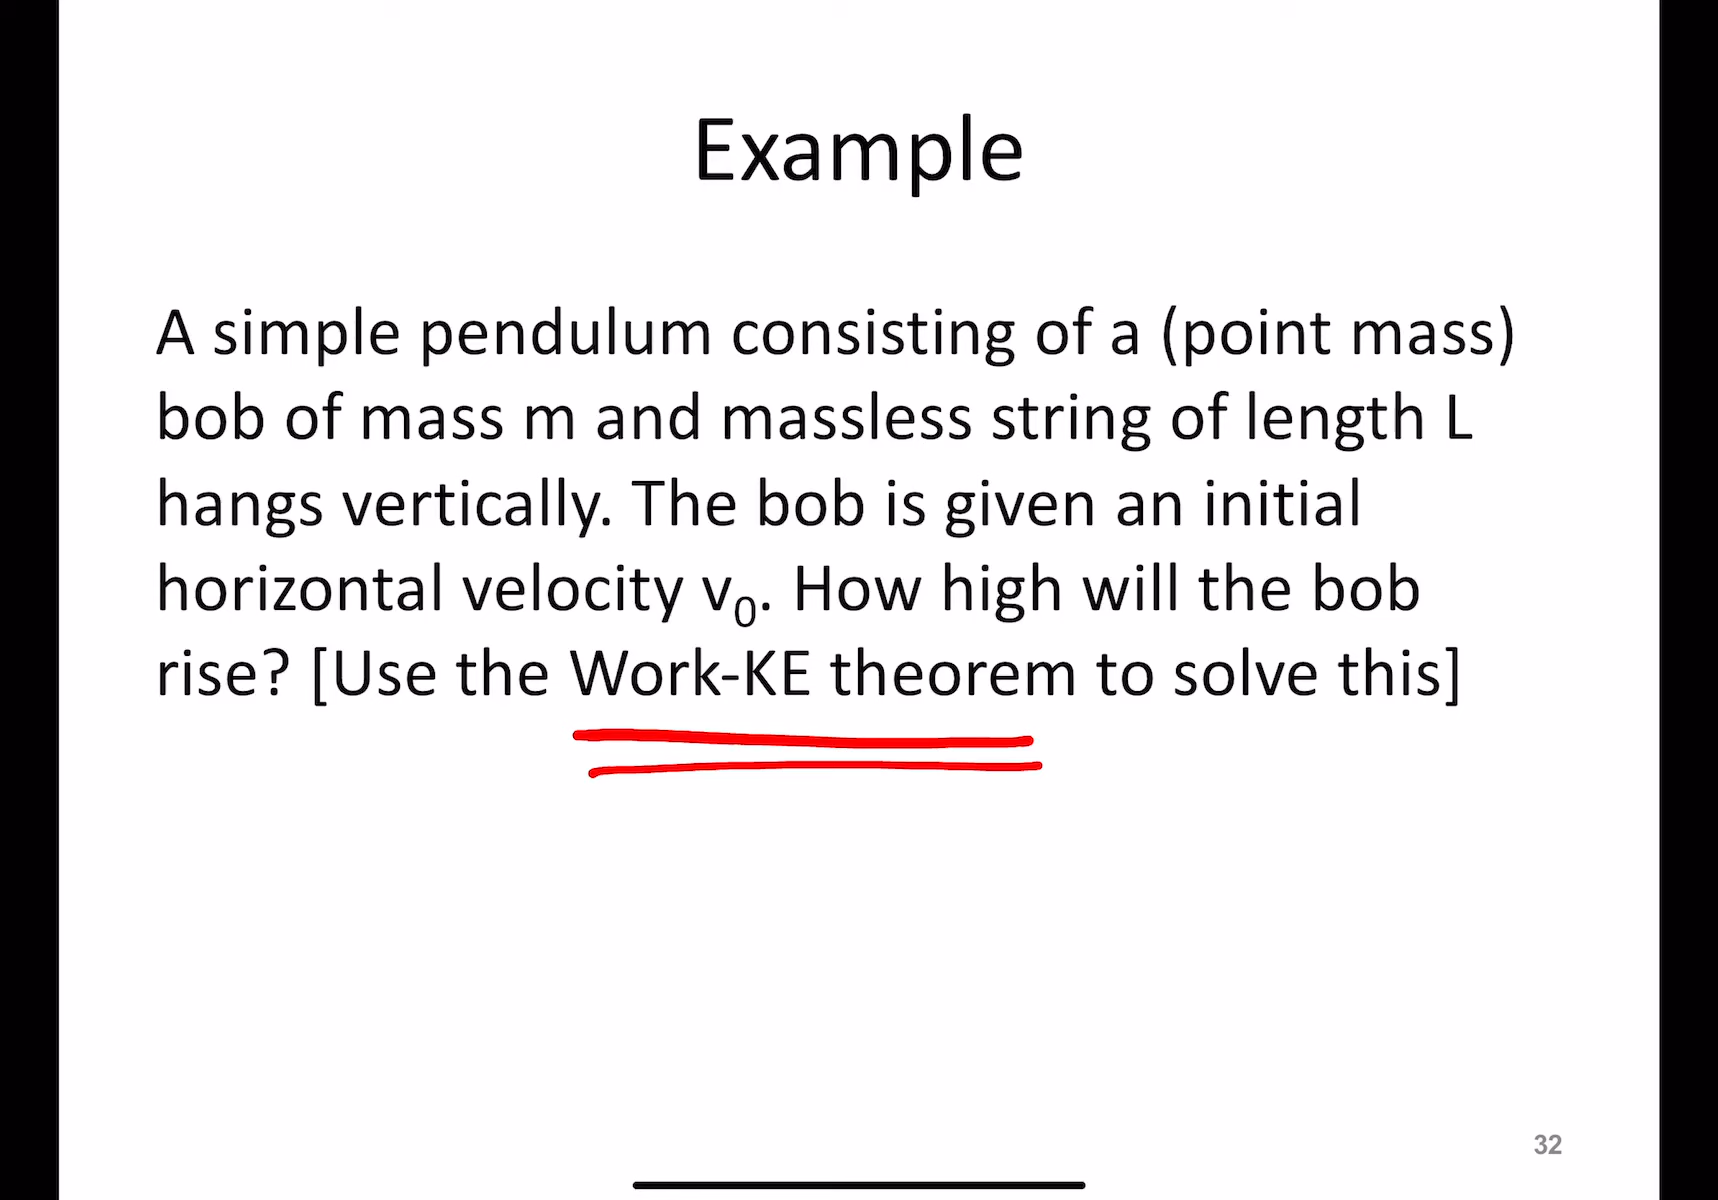 Example
A simple pendulum consisting of a (point mass)
bob of mass m and massless string of length L
hangs vertically. The bob is given an initial
horizontal velocity v₀. How high will the bob
rise? [Use the Work-KE theorem to solve this]
32